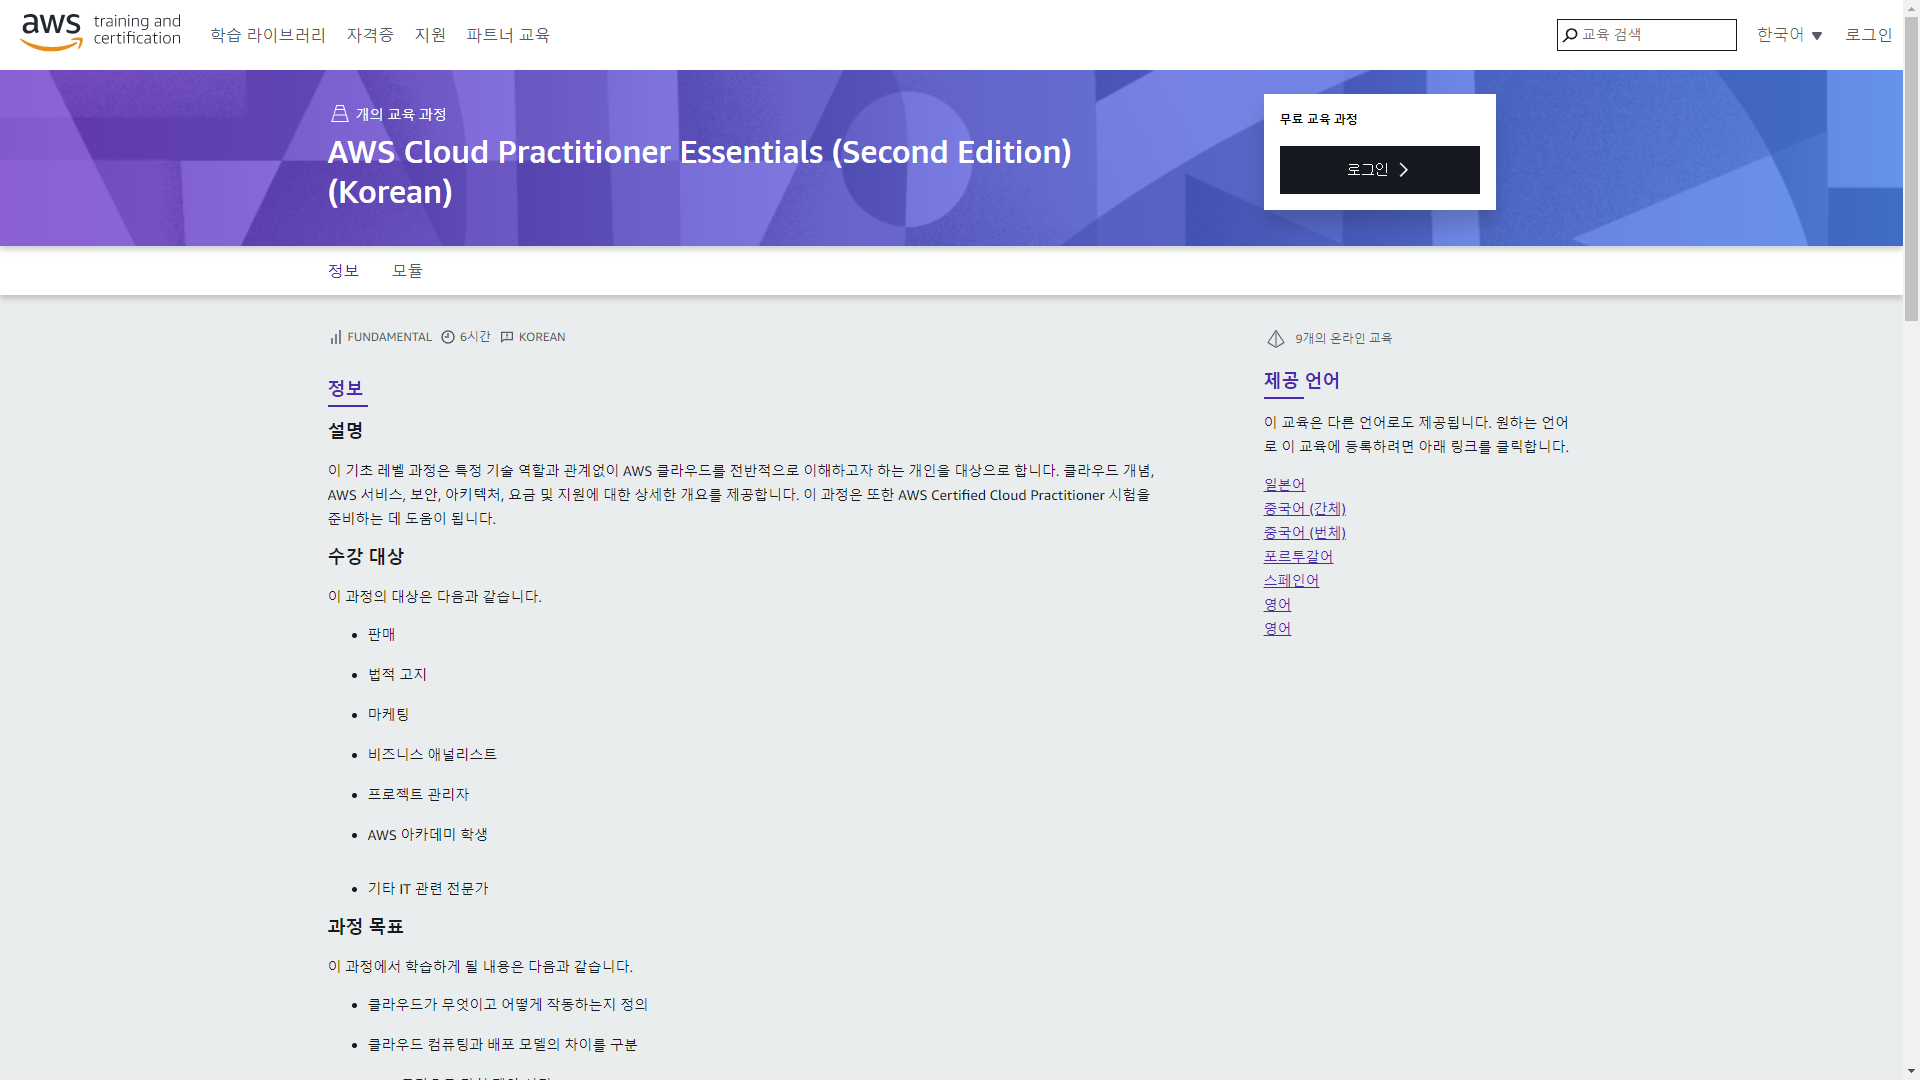 aws training and certification
학습 라이브러리 자격증 지원 파트너 교육
교육 검색
한국어
로그인
개의 교육 과정
AWS Cloud Practitioner Essentials (Second Edition)
(Korean)
무료 교육 과정
로그인
정보 모듈
FUNDAMENTAL 6시간 KOREAN
정보
설명
이 기초 레벨 과정은 특정 기술 역할과 관계없이 AWS 클라우드를 전반적으로 이해하고자 하는 개인을 대상으로 합니다. 클라우드 개념,
AWS 서비스, 보안, 아키텍처, 요금 및 지원에 대한 상세한 개요를 제공합니다. 이 과정은 또한 AWS Certified Cloud Practitioner 시험을
준비하는 데 도움이 됩니다.
수강 대상
이 과정의 대상은 다음과 같습니다.
판매
법적 고지
마케팅
비즈니스 애널리스트
프로젝트 관리자
AWS 아카데미 학생
기타 IT 관련 전문가
과정 목표
이 과정에서 학습하게 될 내용은 다음과 같습니다.
클라우드가 무엇이고 어떻게 작동하는지 정의
클라우드 컴퓨팅과 배포 모델의 차이를 구분
9개의 온라인 교육
제공 언어
이 교육은 다른 언어로도 제공됩니다. 원하는 언어
로 이 교육에 등록하려면 아래 링크를 클릭합니다.
일본어
중국어 (간체)
중국어 (번체)
포르투갈어
스페인어
영어
영어